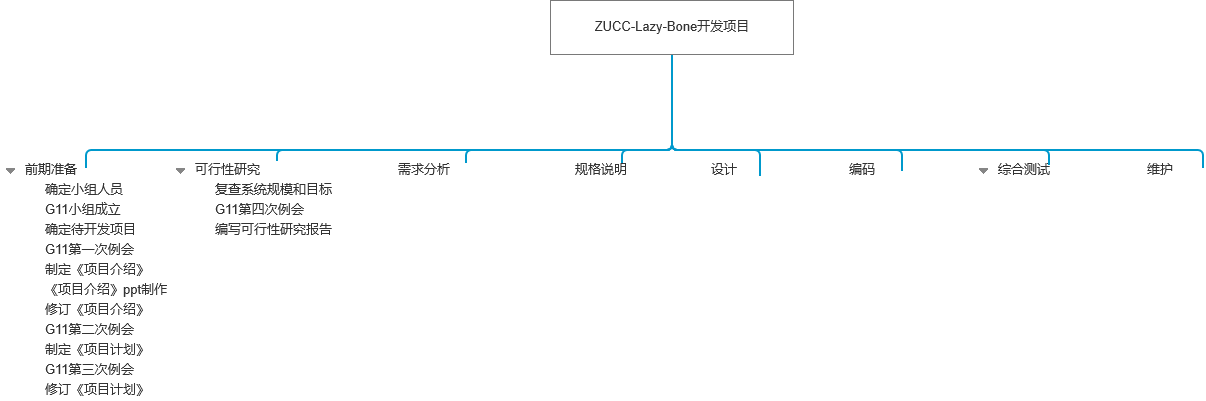 ZUCC-Lazy-Bone开发项目
前期准备
确定小组人员
G11小组成立
确定待开发项目
G11第一次例会
制定《项目介绍》
《项目介绍》ppt制作
修订《项目介绍》
G11第二次例会
制定《项目计划》
G11第三次例会
修订《项目计划》
可行性研究
复查系统规模和目标
G11第四次例会
编写可行性研究报告
需求分析
规格说明
设计
编码
综合测试
维护